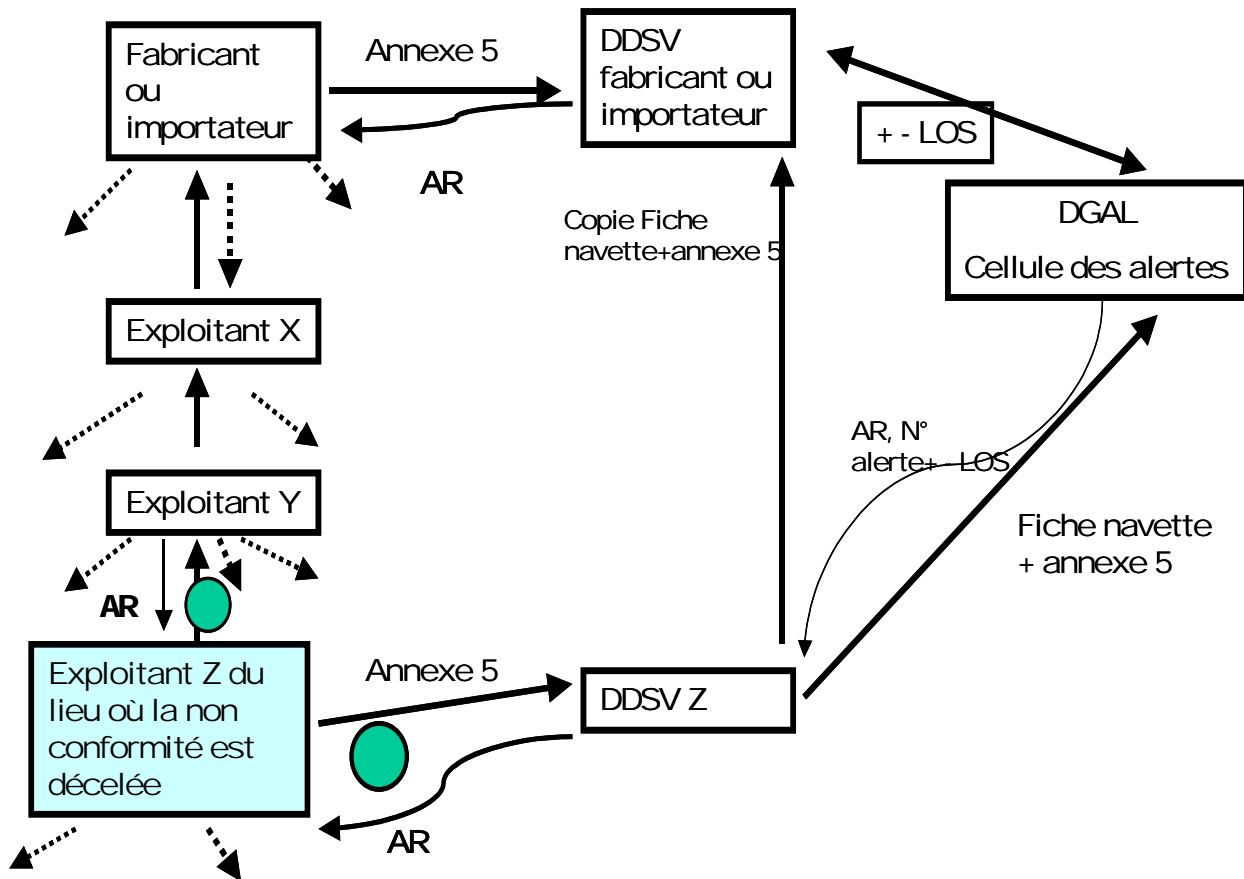 Fabricant
ou
importateur
Annexe 5
AR
DDSV
fabricant ou
importateur
+ - LOS
DGAL
Cellule des alertes
Copie Fiche
navette+annexe 5
Exploitant X
Exploitant Y
AR
AR, N°
alerte+ - LOS
Fiche navette
+ annexe 5
Exploitant Z du
lieu où la non
conformité est
décelée
Annexe 5
AR
DDSV Z